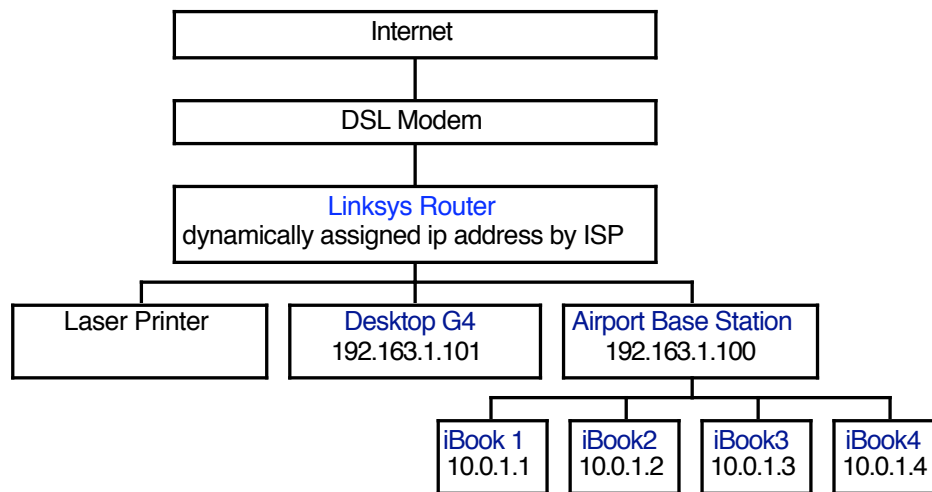 Internet
DSL Modem
Linksys Router
dynamically assigned ip address by ISP
Laser Printer
Desktop G4
192.163.1.101
Airport Base Station
192.163.1.100
iBook 1
10.0.1.1
iBook2
10.0.1.2
iBook3
10.0.1.3
iBook4
10.0.1.4